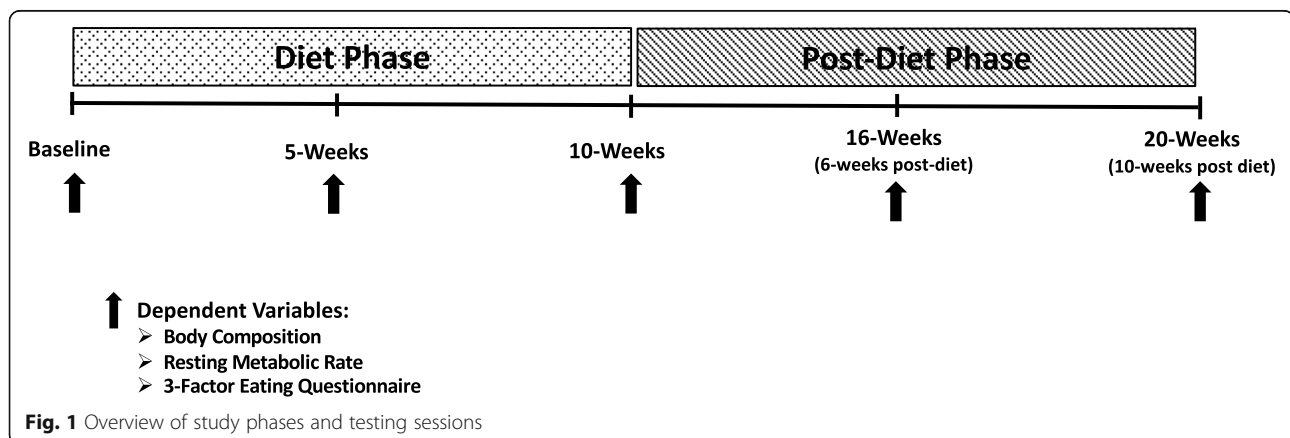 Diet Phase Post-Diet Phase
Baseline 5-Weeks 10-Weeks 16-Weeks 20-Weeks
(6-weeks post-diet) (10-weeks post diet)
Dependent Variables:
➢ Body Composition
➢ Resting Metabolic Rate
➢ 3-Factor Eating Questionnaire
Fig. 1 Overview of study phases and testing sessions